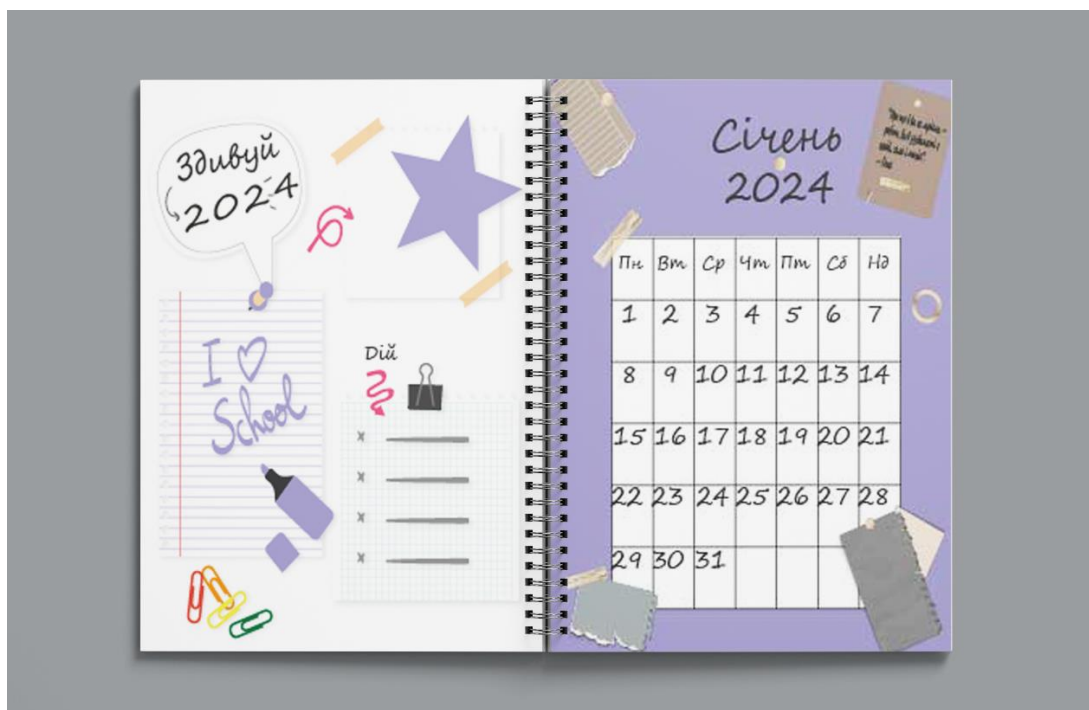 Здивуй
2024
I
School
Дій
x
x
x
x
Січень
2024
Пн Вт Ср Чт Пт Сб Нд
1 2 3 4 5 6 7
8 9 10 11 12 13 14
15 16 17 18 19 20 21
22 23 24 25 26 27 28
29 30 31